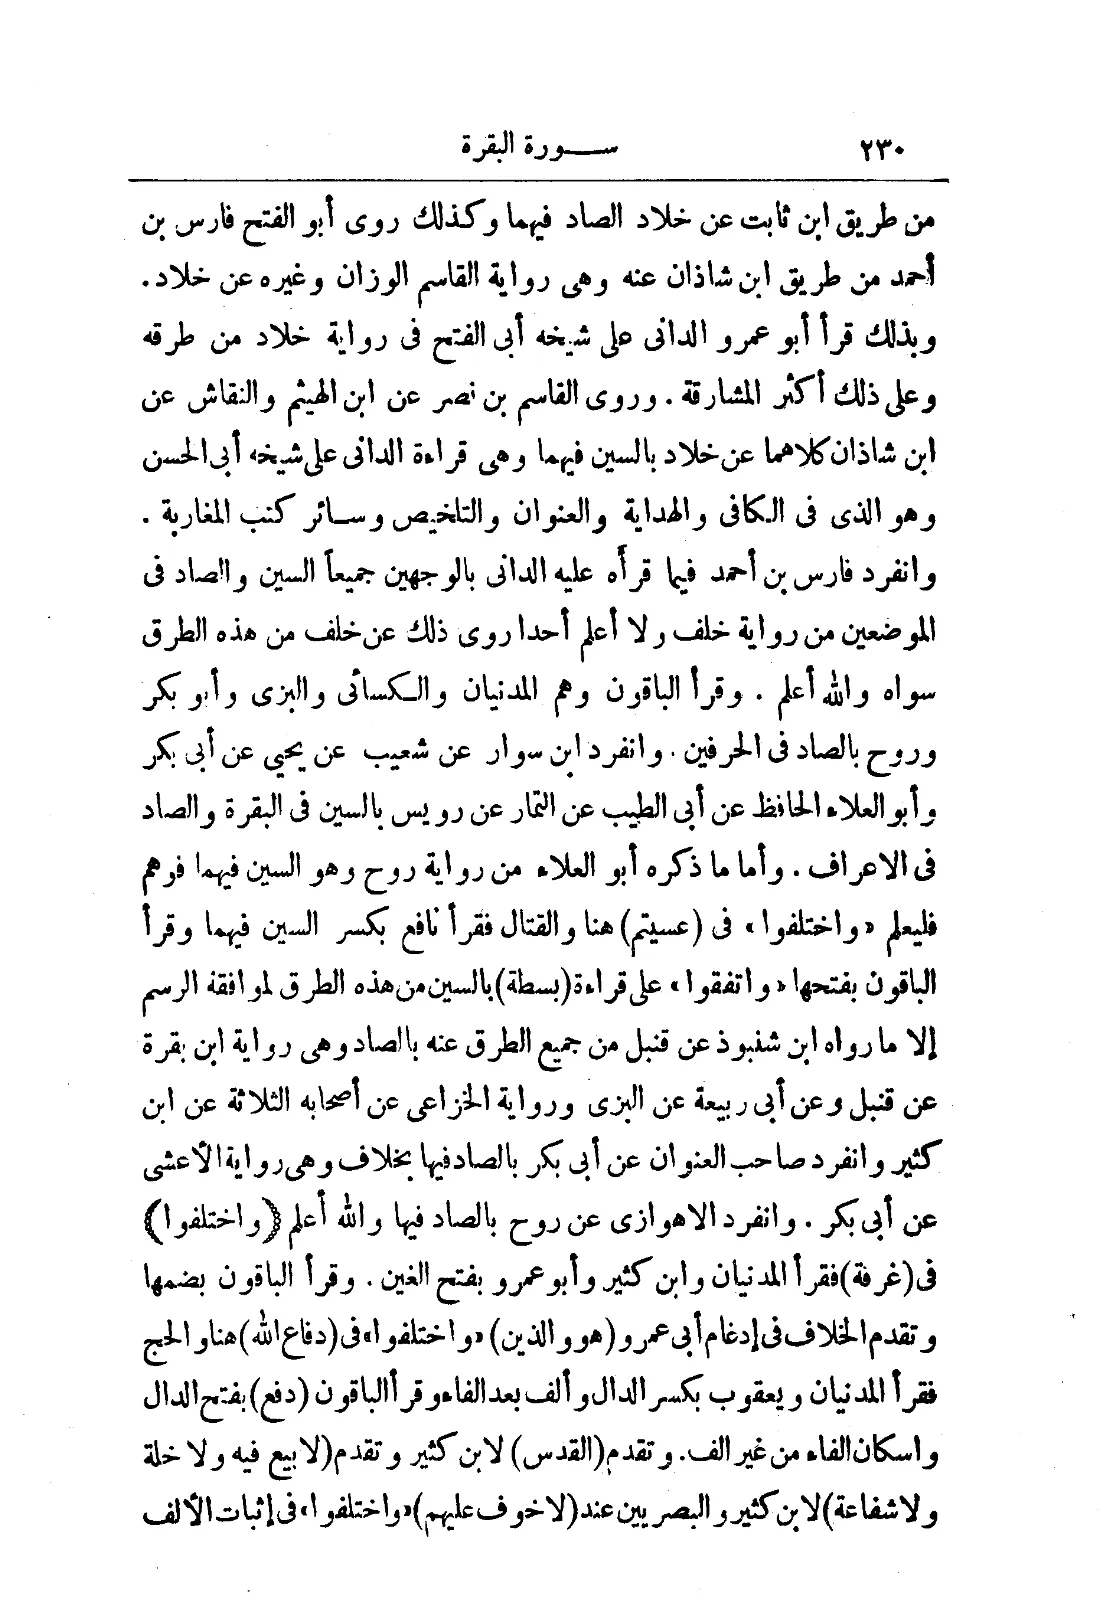 ٢٣٠ ســـورة البقرة
من طريق ابن ثابت عن خلاد الصاد فيهما وكذلك روى أبو الفتح فارس بن
أحمد من طريق ابن شاذان عنه وهى رواية القاسم الوزان وغيره عن خلاد.
وبذلك قرأ أبو عمرو الدانى على شيخه أبى الفتح فى رواية خلاد من طرقه
وعلى ذلك أكثر المشارقة . وروى القاسم بن نصر عن ابن الهيثم والنقاش عن
ابن شاذان كلاهما عن خلاد بالسين فيهما وهى قراءة الدانى على شيخه أبى الحسن
وهو الذى فى الكافى والهداية والعنوان والتلخيص وسـائر كتب المغاربة .
وانفرد فارس بن أحمد فيما قرأه عليه الدانى بالوجهين جميعاً السين والصاد فى
الموضعين من رواية خلف ولا أعلم أحدا روى ذلك عن خلف من هذه الطرق
سواه والله أعلم . وقرأ الباقون وهم المدنيان والـكسائى والبزى وأبو بكر
وروح بالصاد فى الحرفين . وانفرد ابن سوار عن شعيب عن يحيى عن أبى بكر
وأبو العلاء الحافظ عن أبى الطيب عن التمار عن رويس بالسين فى البقرة والصاد
فى الاعراف . وأما ما ذكره أبو العلاء من رواية روح وهو السين فيهما فوهم
فليعلم «واختلفوا» فى (عسيتم) هنا والقتال فقرأ نافع بكسر السين فيهما وقرأ
الباقون بفتحها «واتفقوا» على قراءة (بسطة) بالسين من هذه الطرق لموافقة الرسم
إلا ما رواه ابن شنبوذ عن قنبل من جميع الطرق عنه بالصاد وهى رواية ابن بقرة
عن قنبل وعن أبى ربيعة عن البزى ورواية الخزاعى عن أصحابه الثلاثة عن ابن
كثير وانفرد صاحب العنوان عن أبى بكر بالصاد فيها بخلاف وهى رواية الأعشى
عن أبى بكر . وانفرد الاهوازى عن روح بالصاد فيها والله أعلم (واختلفوا)
فى (غرفة) فقرأ المدنيان وابن كثير وأبو عمرو بفتح الغين . وقرأ الباقون بضمها
وتقدم الخلاف فى إدغام أبى عمرو (هو والذين) «واختلفوا» فى (دفاع الله) هنا والحج
فقرأ المدنيان ويعقوب بكسر الدال وألف بعد الفاء وقرأ الباقون (دفع) بفتح الدال
واسكان الفاء من غير الف. وتقدم (القدس) لابن كثير وتقدم (لا بيع فيه ولا خلة
ولا شفاعة) لابن كثير والبصريين عند (لا خوف عليهم) «واختلفوا» فى إثبات الألف